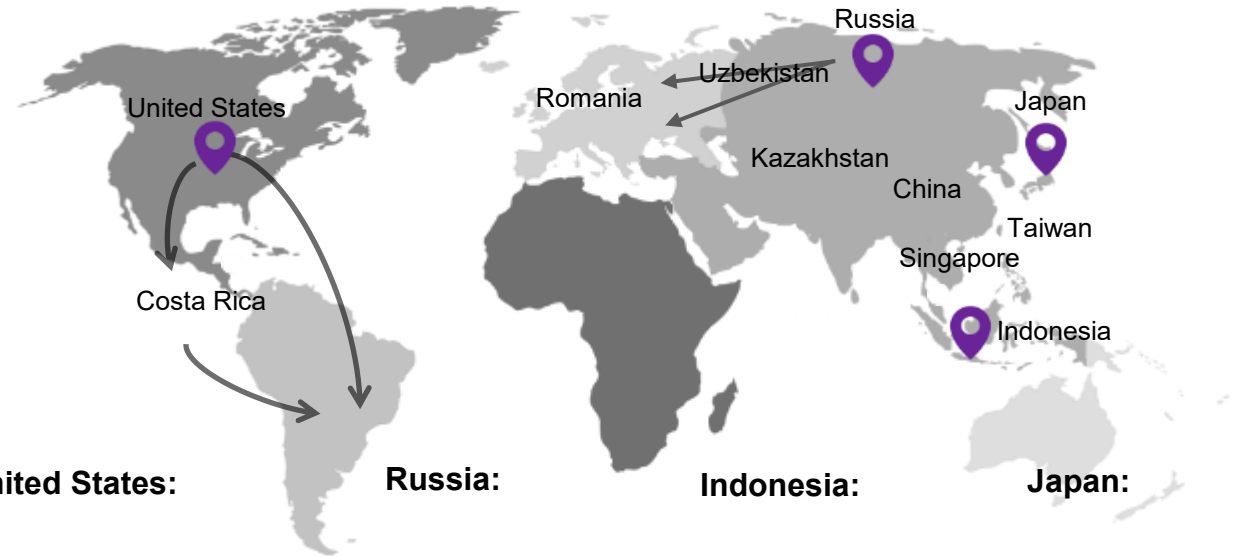 Russia
Uzbekistan
Romania
United States
Japan
Kazakhstan
China
Taiwan
Singapore
Costa Rica
Indonesia
nited States:
Russia:
Indonesia:
Japan: